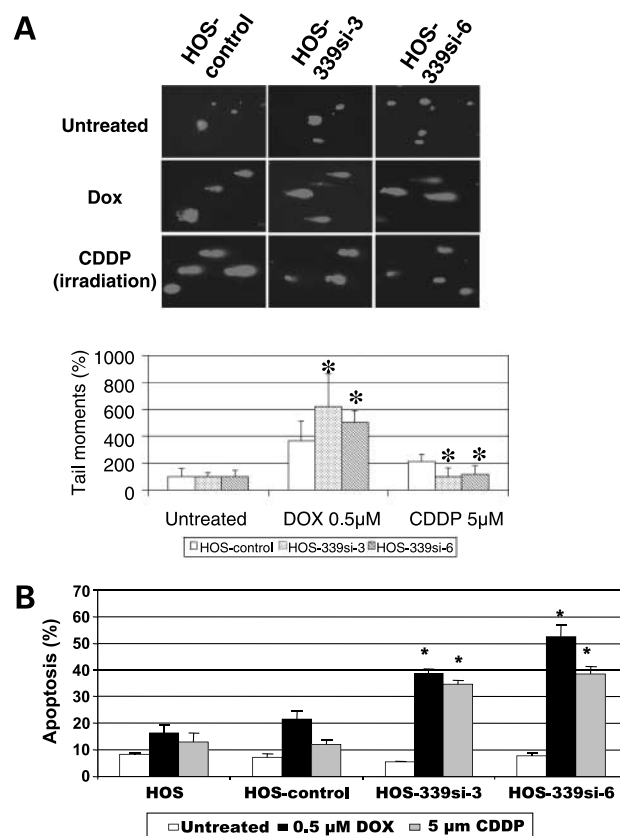 A
HOS-control
HOS-339si-3
HOS-339si-6
Untreated
Dox
CDDP
(irradiation)
Tail moments (%)
1000
800
600
400
200
0
*
*
*
*
Untreated
DOX 0.5µM
CDDP 5µM
HOS-control
HOS-339si-3
HOS-339si-6
B
Apoptosis (%)
70
60
50
40
30
20
10
0
*
*
*
*
HOS
HOS-control
HOS-339si-3
HOS-339si-6
Untreated
0.5 µM DOX
5 µm CDDP